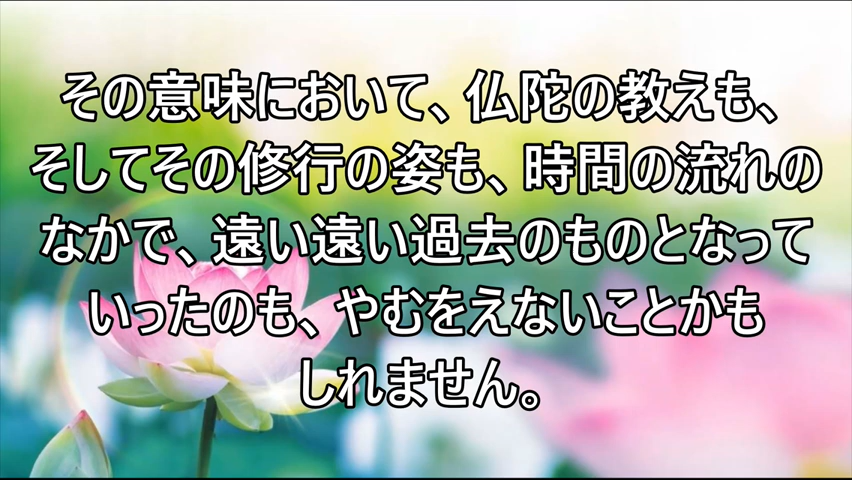 その意味において、仏陀の教えも、
そしてその修行の姿も、時間の流れの
なかで、遠い遠い過去のものとなって
いったのも、やむをえないことかも
しれません。